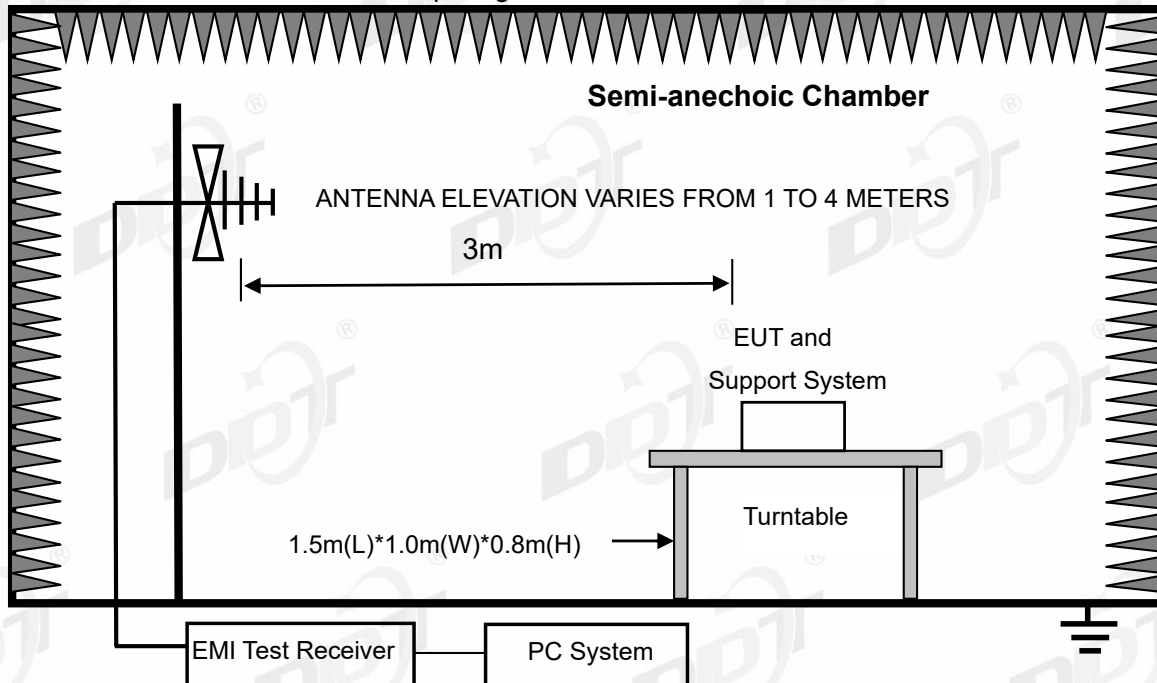 Semi-anechoic Chamber
ANTENNA ELEVATION VARIES FROM 1 TO 4 METERS
3m
EUT and
Support System
Turntable
1.5m(L)*1.0m(W)*0.8m(H)
EMI Test Receiver
PC System
DDT
®